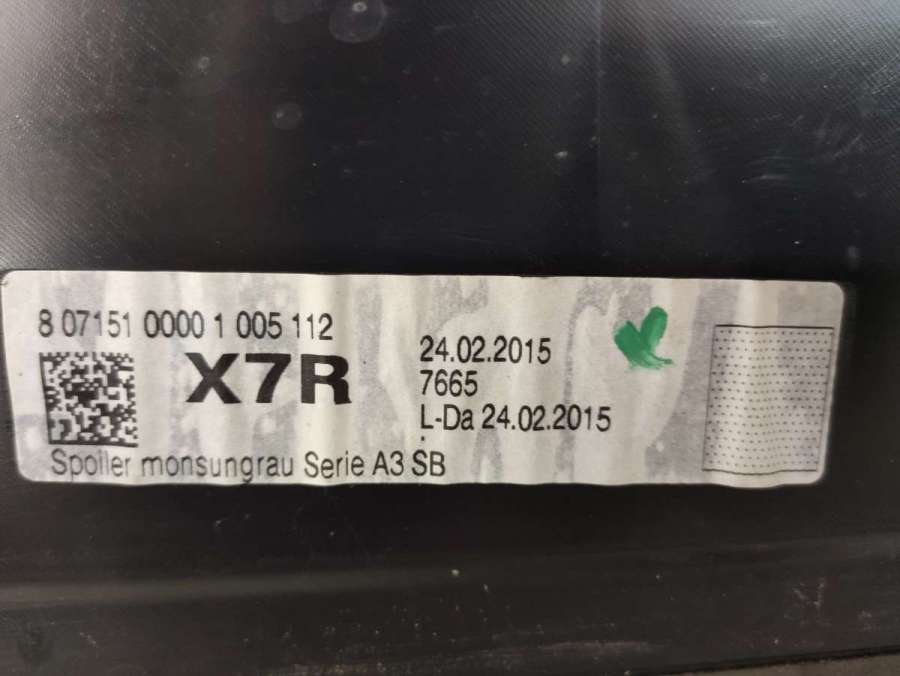 8 07151 0000 1 005 112
X7R
24.02.2015
7665
L-Da 24.02.2015
Spoiler monsungrau Serie A3 SB